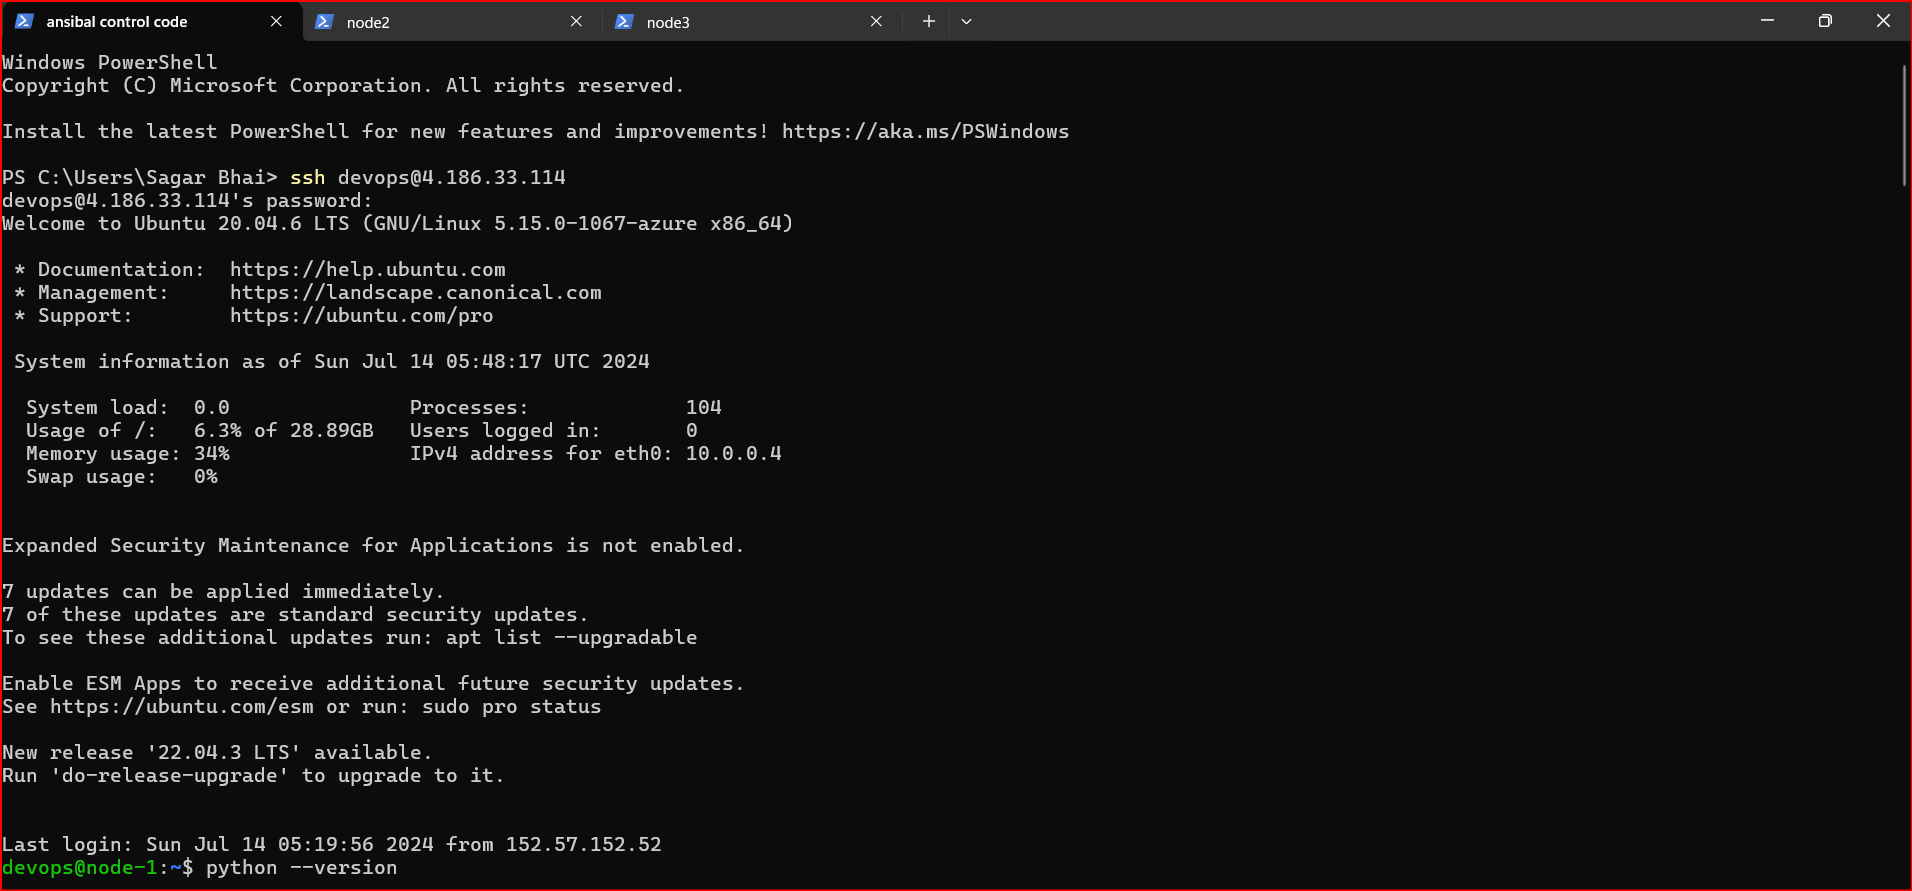 ansibal control code
node2
node3
Windows PowerShell
Copyright (C) Microsoft Corporation. All rights reserved.
Install the latest PowerShell for new features and improvements! https://aka.ms/PSWindows
PS C:\Users\Sagar Bhai> ssh devops@4.186.33.114
devops@4.186.33.114's password:
Welcome to Ubuntu 20.04.6 LTS (GNU/Linux 5.15.0-1067-azure x86_64)
* Documentation:  https://help.ubuntu.com
* Management:     https://landscape.canonical.com
* Support:        https://ubuntu.com/pro
System information as of Sun Jul 14 05:48:17 UTC 2024
System load:  0.0               Processes:             104
Usage of /:   6.3% of 28.89GB   Users logged in:       0
Memory usage: 34%               IPv4 address for eth0: 10.0.0.4
Swap usage:   0%
Expanded Security Maintenance for Applications is not enabled.
7 updates can be applied immediately.
7 of these updates are standard security updates.
To see these additional updates run: apt list --upgradable
Enable ESM Apps to receive additional future security updates.
See https://ubuntu.com/esm or run: sudo pro status
New release '22.04.3 LTS' available.
Run 'do-release-upgrade' to upgrade to it.
Last login: Sun Jul 14 05:19:56 2024 from 152.57.152.52
devops@node-1:~$ python --version